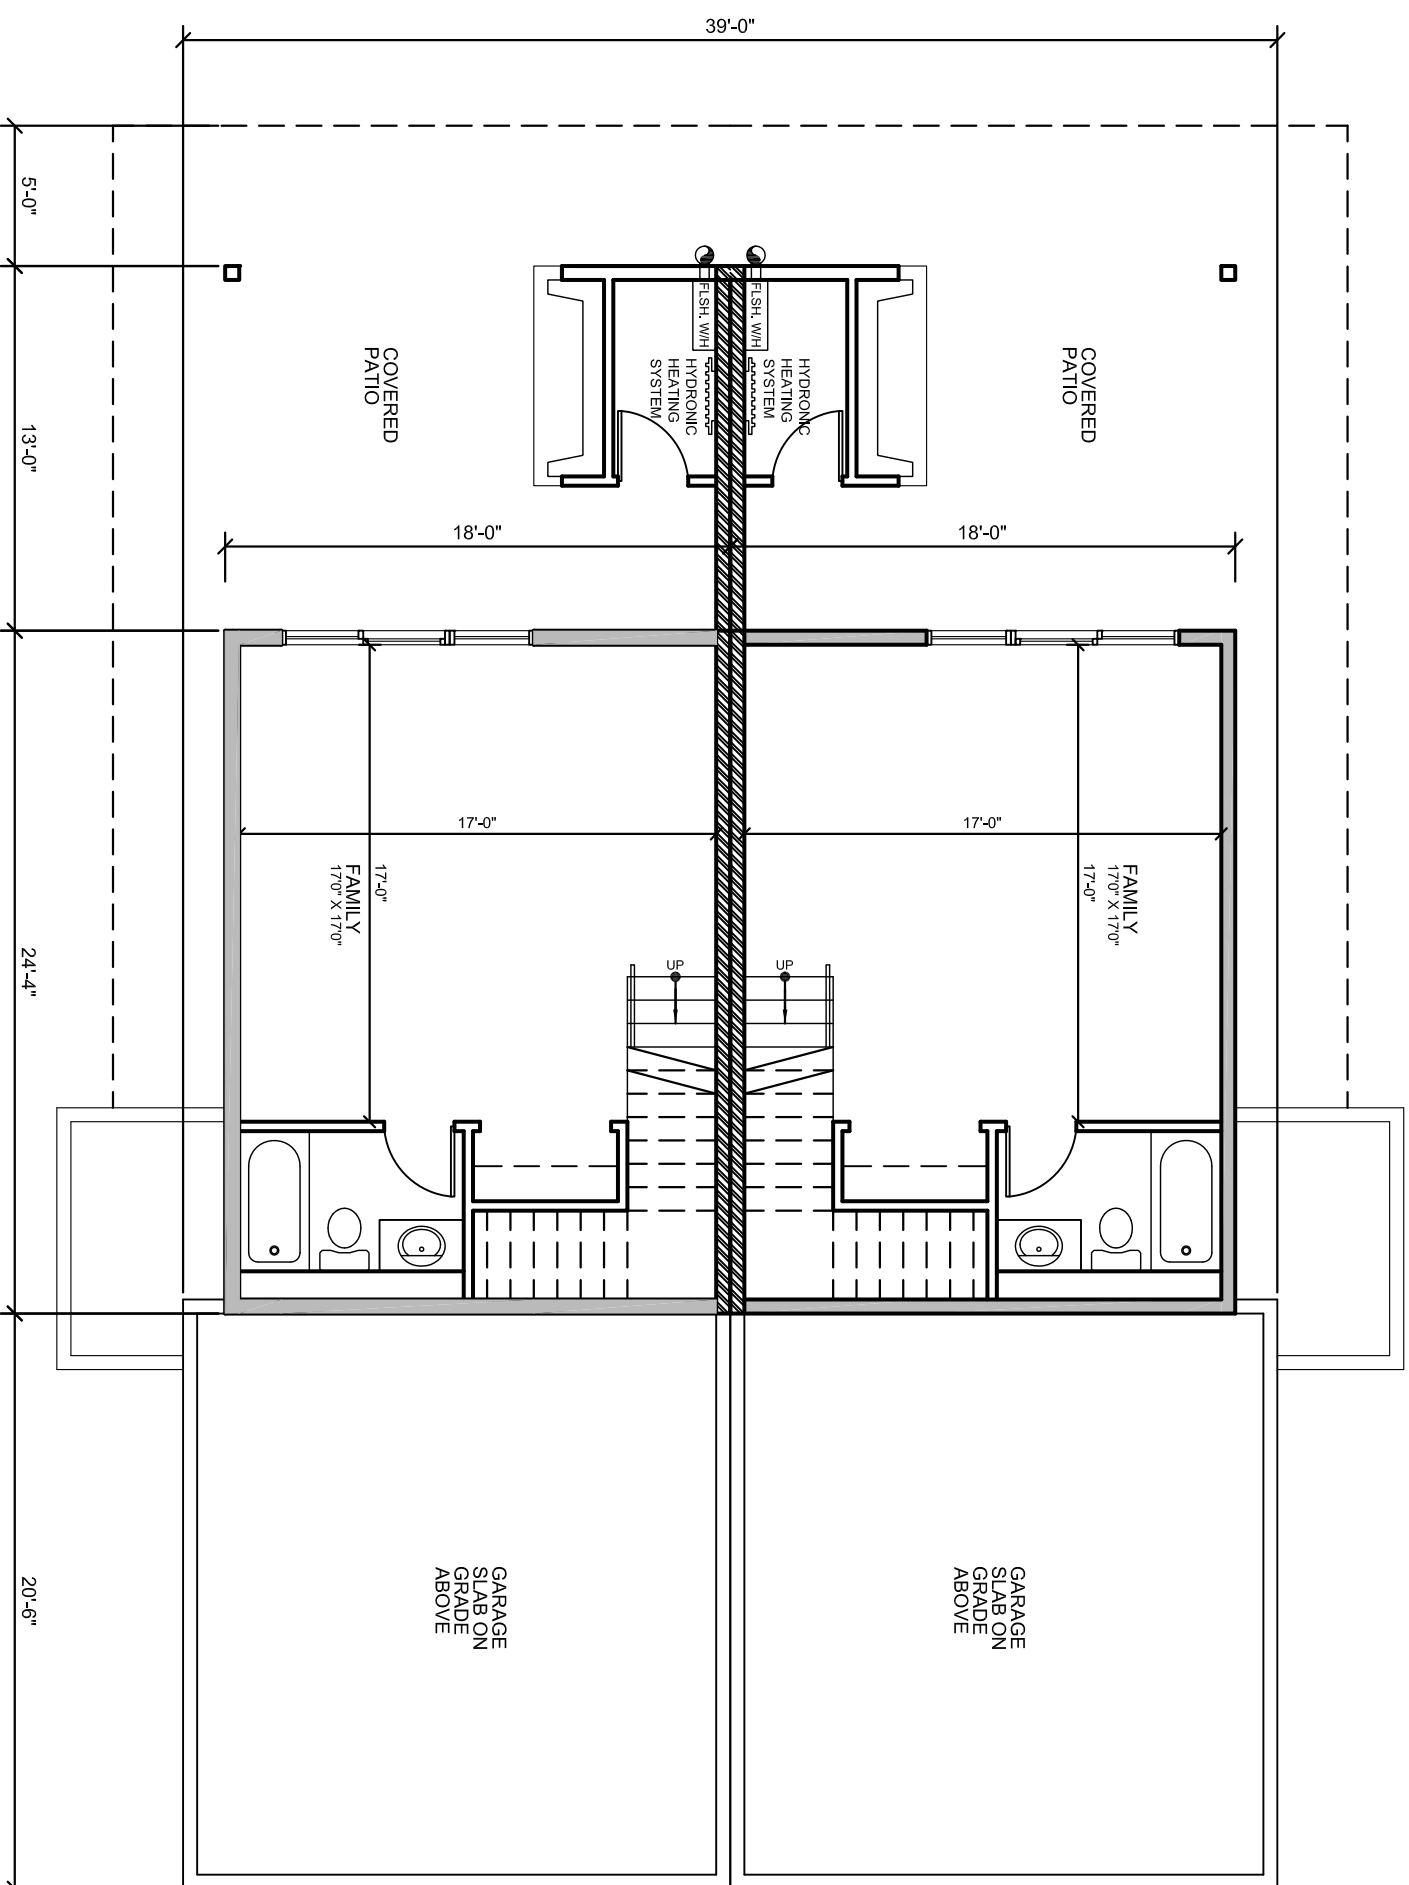 39'-0"
5'-0"
13'-0"
24'-4"
20'-6"
COVERED
PATIO
COVERED
PATIO
FLSH. W/H
FLSH. W/H
HYDRONIC
HEATING
SYSTEM
HYDRONIC
HEATING
SYSTEM
18'-0"
18'-0"
17'-0"
17'-0"
17'-0"
FAMILY
17'0" X 17'0"
FAMILY
17'0" X 17'0"
17'-0"
UP
UP
GARAGE
SLAB ON
GRADE
ABOVE
GARAGE
SLAB ON
GRADE
ABOVE